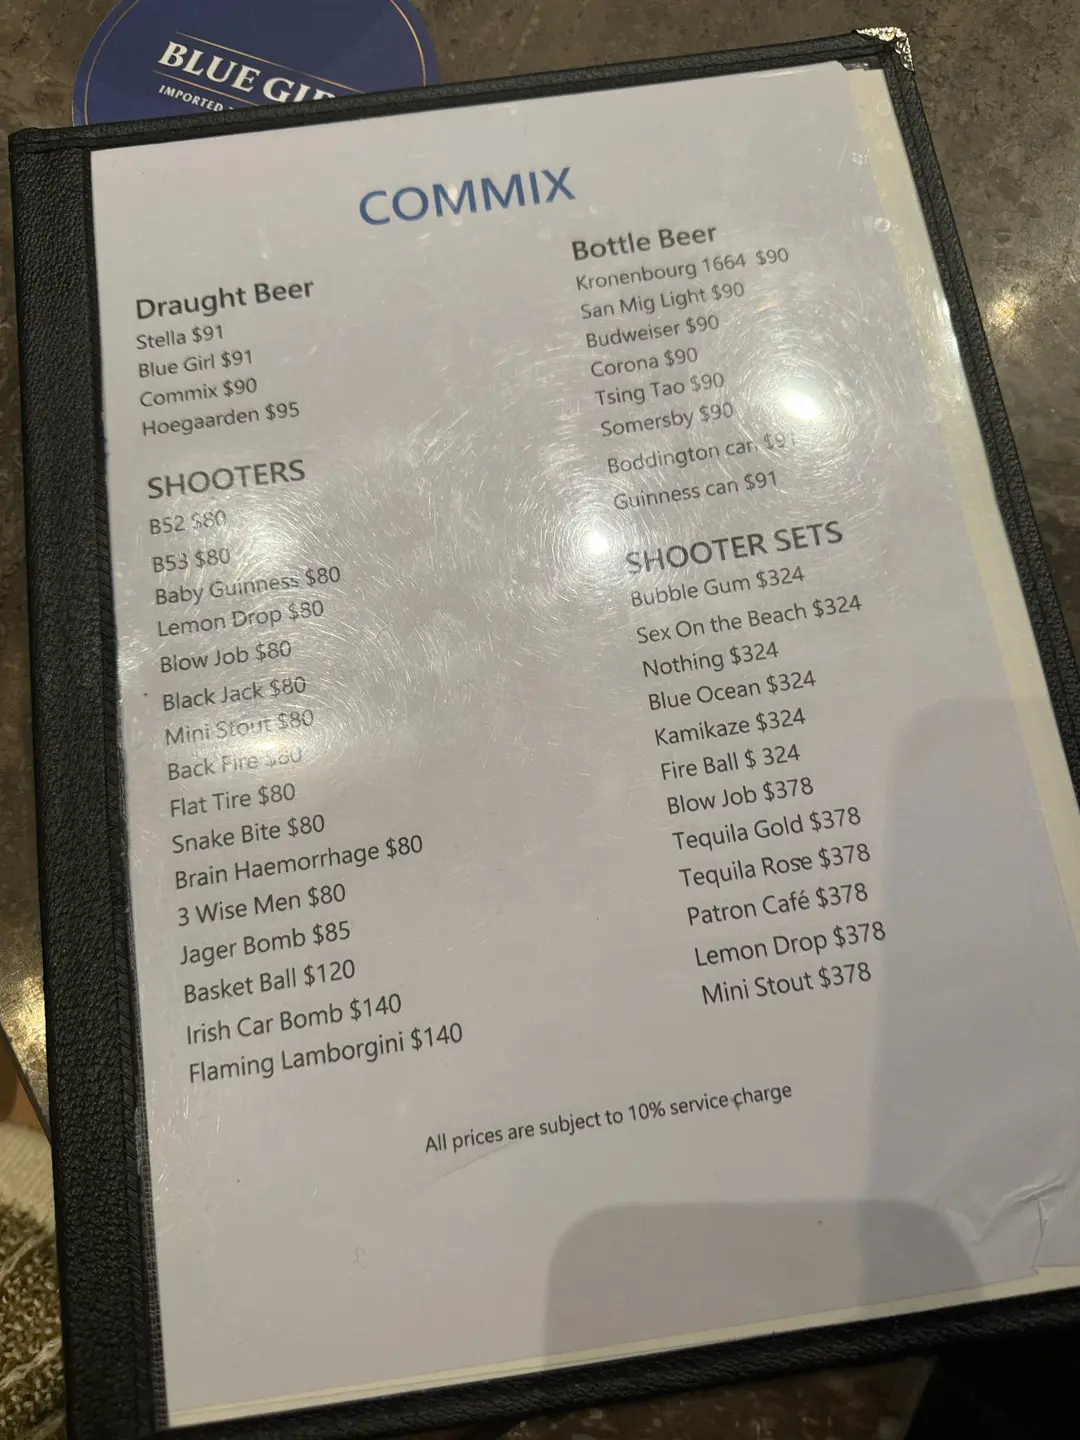 BLUE GIR
IMPORTED
COMMIX
Draught Beer
Stella $91
Blue Girl $91
Commix $90
Hoegaarden $95
SHOOTERS
B52 $80
B53 $80
Baby Guinness $80
Lemon Drop $80
Blow Job $80
Black Jack $80
Mini Stout $80
Back Fire $80
Flat Tire $80
Snake Bite $80
Brain Haemorrhage $80
3 Wise Men $80
Jager Bomb $85
Basket Ball $120
Irish Car Bomb $140
Flaming Lamborgini $140
Bottle Beer
Kronenbourg 1664 $90
San Mig Light $90
Budweiser $90
Corona $90
Tsing Tao $90
Somersby $90
Boddington can $91
Guinness can $91
SHOOTER SETS
Bubble Gum $324
Sex On the Beach $324
Nothing $324
Blue Ocean $324
Kamikaze $324
Fire Ball $ 324
Blow Job $378
Tequila Gold $378
Tequila Rose $378
Patron Café $378
Lemon Drop $378
Mini Stout $378
All prices are subject to 10% service charge